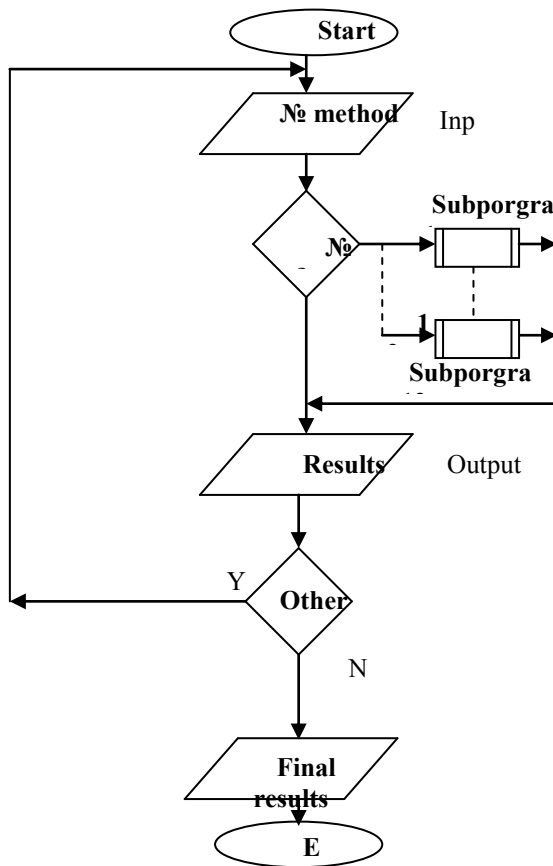 Start
№ method
Inp
Subporgra
№
1
Subporgra
Results
Output
Y
Other
N
Final
results
E